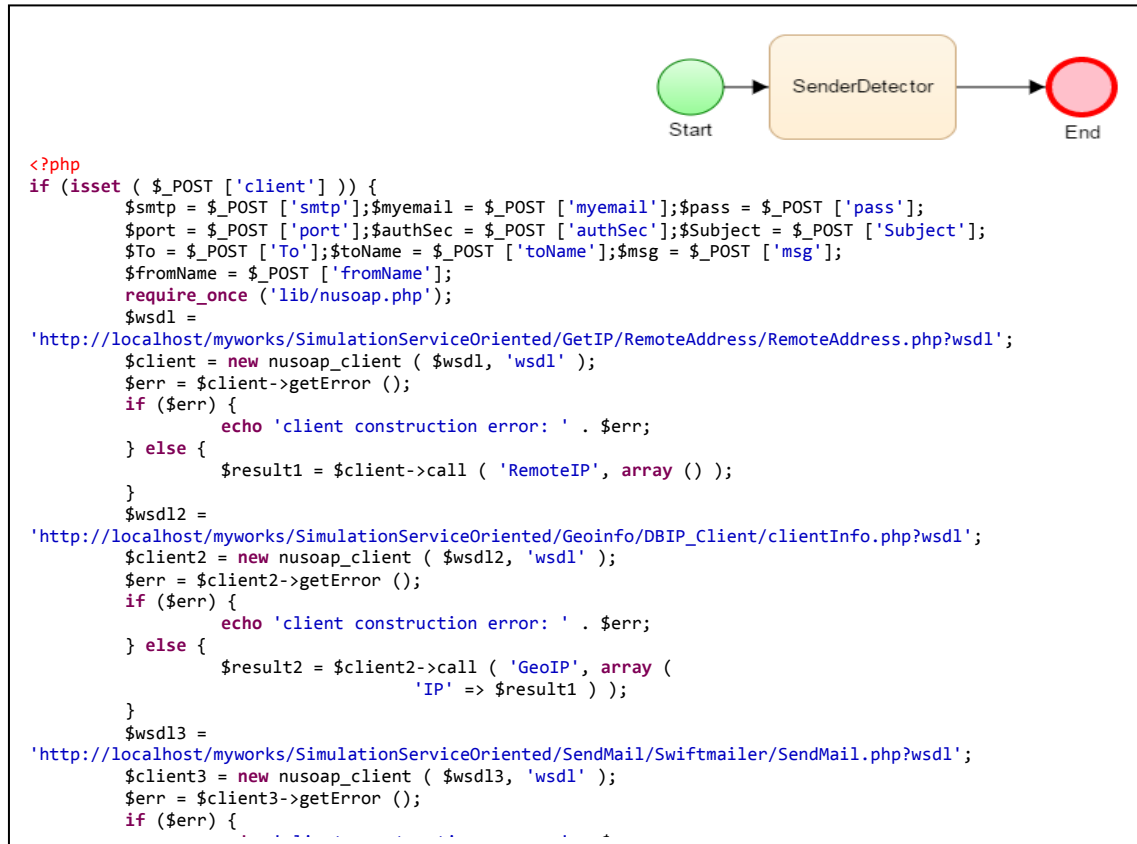 SenderDetector
Start
End
<?php
if (isset ( $_POST ['client'] )) {
$smtp = $_POST ['smtp'];$myemail = $_POST ['myemail'];$pass = $_POST ['pass'];
$port = $_POST ['port'];$authSec = $_POST ['authSec'];$Subject = $_POST ['Subject'];
$To = $_POST ['To'];$toName = $_POST ['toName'];$msg = $_POST ['msg'];
$fromName = $_POST ['fromName'];
require_once ('lib/nusoap.php');
$wsdl =
'http://localhost/myworks/SimulationServiceOriented/GetIP/RemoteAddress/RemoteAddress.php?wsdl';
$client = new nusoap_client ( $wsdl, 'wsdl' );
$err = $client->getError ();
if ($err) {
echo 'client construction error: ' . $err;
} else {
$result1 = $client->call ( 'RemoteIP', array () );
}
$wsdl2 =
'http://localhost/myworks/SimulationServiceOriented/Geoinfo/DBIP_Client/clientInfo.php?wsdl';
$client2 = new nusoap_client ( $wsdl2, 'wsdl' );
$err = $client2->getError ();
if ($err) {
echo 'client construction error: ' . $err;
} else {
$result2 = $client2->call ( 'GeoIP', array (
'IP' => $result1 ) );
}
$wsdl3 =
'http://localhost/myworks/SimulationServiceOriented/SendMail/Swiftmailer/SendMail.php?wsdl';
$client3 = new nusoap_client ( $wsdl3, 'wsdl' );
$err = $client3->getError ();
if ($err) {